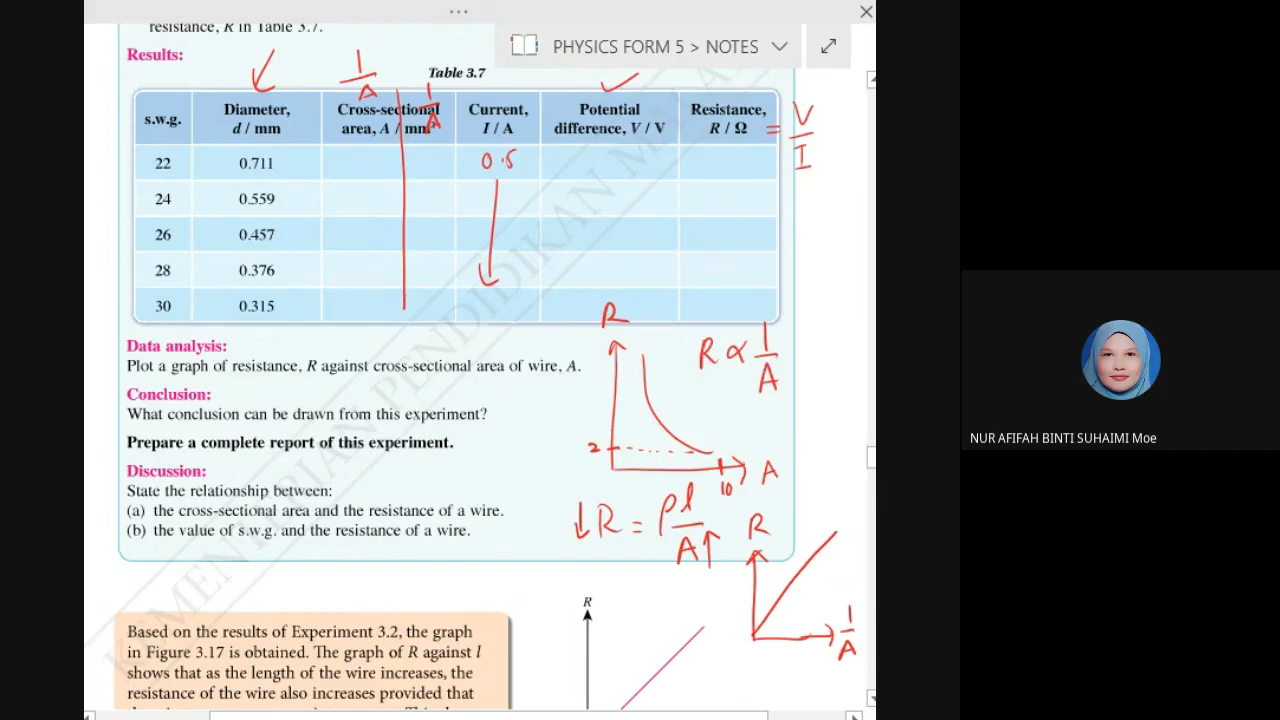 resistance, R in Table 3.7.
PHYSICS FORM 5 > NOTES
Results:
Table 3.7
1/A
1/A
s.w.g. Diameter, d / mm Cross-sectional area, A / mm² Current, I / A Potential difference, V / V Resistance, R / Ω = V/I
22 0.711 0.5
24 0.559
26 0.457
28 0.376
30 0.315
Data analysis:
Plot a graph of resistance, R against cross-sectional area of wire, A.
Conclusion:
What conclusion can be drawn from this experiment?
Prepare a complete report of this experiment.
Discussion:
State the relationship between:
(a) the cross-sectional area and the resistance of a wire.
(b) the value of s.w.g. and the resistance of a wire.
R
R ∝ 1/A
2
10
A
↓R = ρl/A↑
R
1/A
KEMENTERIAN PENDIDIKAN MALA
Based on the results of Experiment 3.2, the graph
in Figure 3.17 is obtained. The graph of R against l
shows that as the length of the wire increases, the
resistance of the wire also increases provided that
R
NUR AFIFAH BINTI SUHAIMI Moe